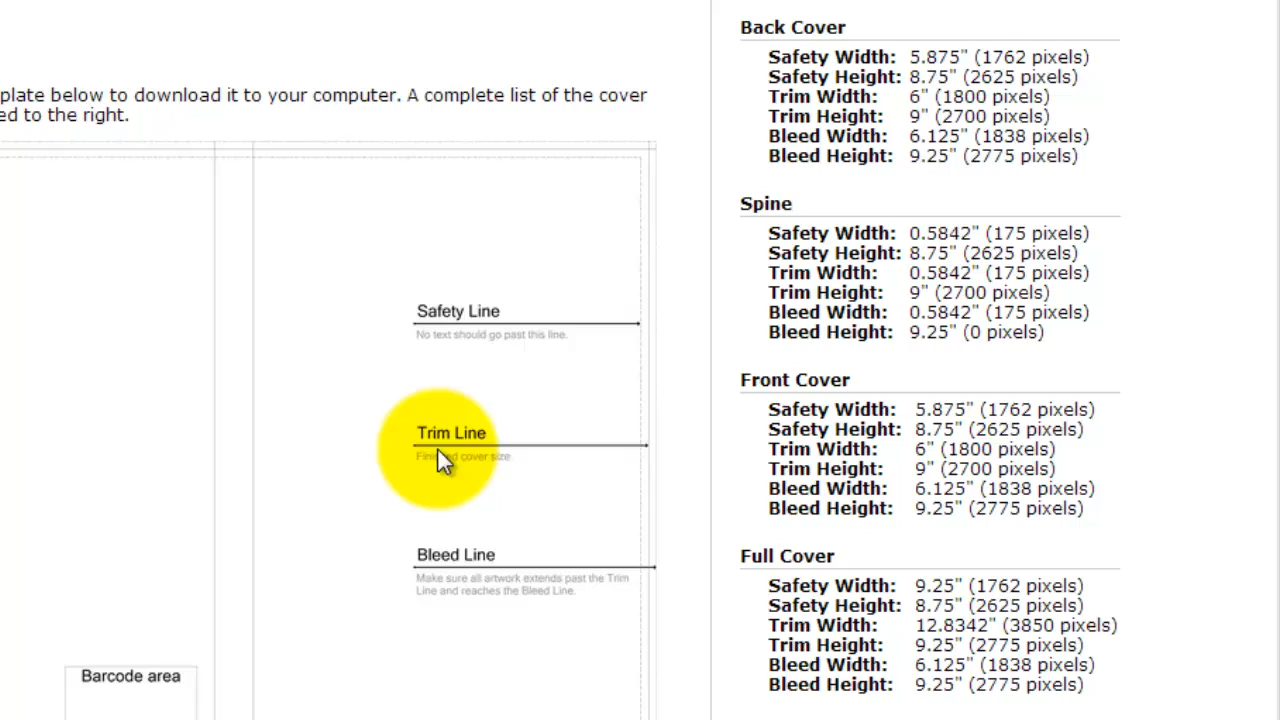 plate below to download it to your computer. A complete list of the cover
ed to the right.
Safety Line
No text should go past this line.
Trim Line
Finished cover size.
Bleed Line
Make sure all artwork extends past the Trim
Line and reaches the Bleed Line.
Barcode area
Back Cover
Safety Width: 5.875" (1762 pixels)
Safety Height: 8.75" (2625 pixels)
Trim Width: 6" (1800 pixels)
Trim Height: 9" (2700 pixels)
Bleed Width: 6.125" (1838 pixels)
Bleed Height: 9.25" (2775 pixels)
Spine
Safety Width: 0.5842" (175 pixels)
Safety Height: 8.75" (2625 pixels)
Trim Width: 0.5842" (175 pixels)
Trim Height: 9" (2700 pixels)
Bleed Width: 0.5842" (175 pixels)
Bleed Height: 9.25" (0 pixels)
Front Cover
Safety Width: 5.875" (1762 pixels)
Safety Height: 8.75" (2625 pixels)
Trim Width: 6" (1800 pixels)
Trim Height: 9" (2700 pixels)
Bleed Width: 6.125" (1838 pixels)
Bleed Height: 9.25" (2775 pixels)
Full Cover
Safety Width: 9.25" (1762 pixels)
Safety Height: 8.75" (2625 pixels)
Trim Width: 12.8342" (3850 pixels)
Trim Height: 9.25" (2775 pixels)
Bleed Width: 6.125" (1838 pixels)
Bleed Height: 9.25" (2775 pixels)